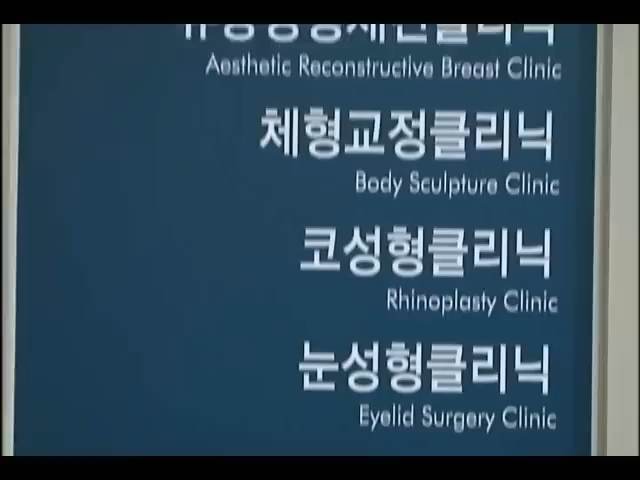 Aesthetic Reconstructive Breast Clinic
체형교정클리닉
Body Sculpture Clinic
코성형클리닉
Rhinoplasty Clinic
눈성형클리닉
Eyelid Surgery Clinic